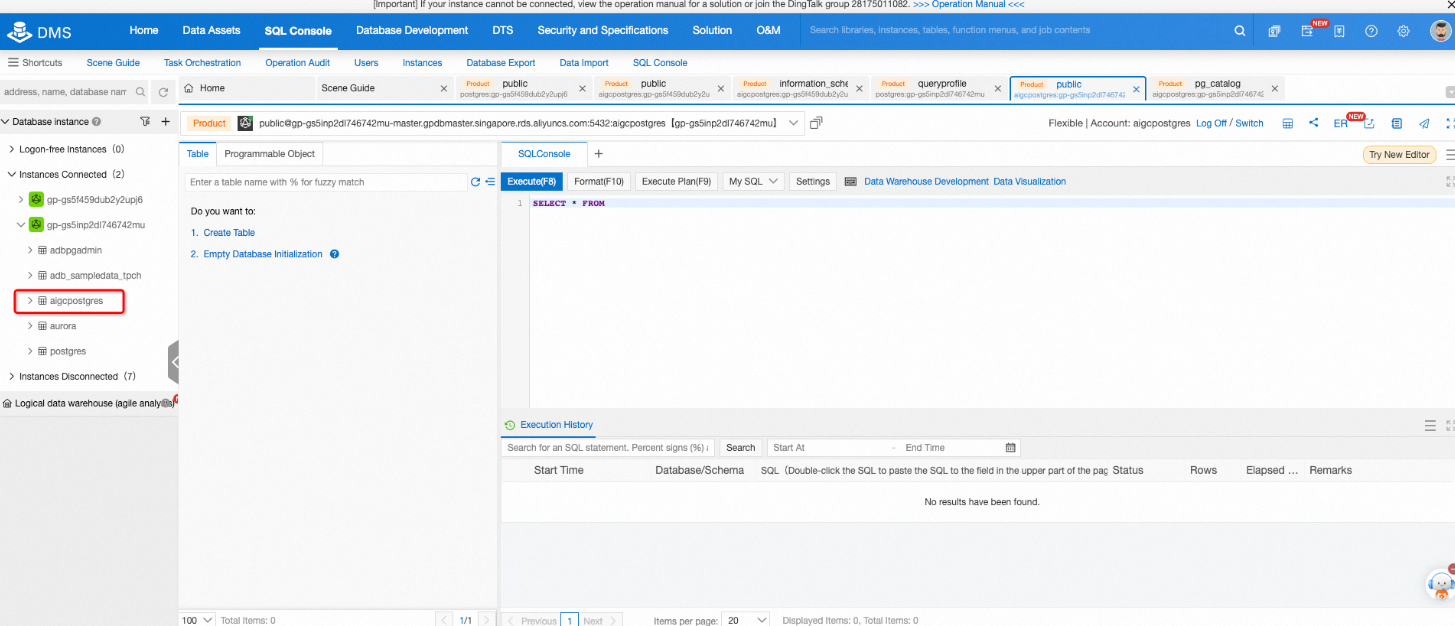 [Important] If your instance cannot be connected, view the operation manual for a solution or join the DingTalk group 28175011082. >>> Operation Manual <<<
DMS Home Data Assets SQL Console Database Development DTS Security and Specifications Solution O&M Search libraries, instances, tables, function menus, and job contents NEW
Shortcuts Scene Guide Task Orchestration Operation Audit Users Instances Database Export Data Import SQL Console
address, name, database nam
Home
Scene Guide
Product public
postgres:gp-gs5f459dub2y2upj6
Product public
aigcpostgres:gp-gs5f459dub2y2u
Product information_sche
aigcpostgres:gp-gs5inp2dl746742
Product queryprofile
postgres:gp-gs5inp2dl746742mu
Product public
aigcpostgres:gp-gs5inp2dl746742
Product pg_catalog
aigcpostgres:gp-gs5inp2dl746742
Database instance
Product public@gp-gs5inp2dl746742mu-master.gpdbmaster.singapore.rds.aliyuncs.com:5432:aigcpostgres【gp-gs5inp2dl746742mu】
Flexible | Account: aigcpostgres Log Off / Switch ER NEW
Logon-free Instances (0)
Instances Connected (2)
gp-gs5f459dub2y2upj6
gp-gs5inp2dl746742mu
adbpgadmin
adb_sampledata_tpch
aigcpostgres
aurora
postgres
Instances Disconnected (7)
Logical data warehouse (agile analysis)
Table Programmable Object
Enter a table name with % for fuzzy match
Do you want to:
1. Create Table
2. Empty Database Initialization
100 Total Items: 0 1/1
SQLConsole +
Try New Editor
Execute(F8) Format(F10) Execute Plan(F9) My SQL Settings Data Warehouse Development Data Visualization
1 SELECT * FROM
Execution History
Search for an SQL statement. Percent signs (%) a Search Start At - End Time
Start Time Database/Schema SQL (Double-click the SQL to paste the SQL to the field in the upper part of the pag Status Rows Elapsed ... Remarks
No results have been found.
Previous 1 Next Items per page: 20 Displayed Items: 0, Total Items: 0